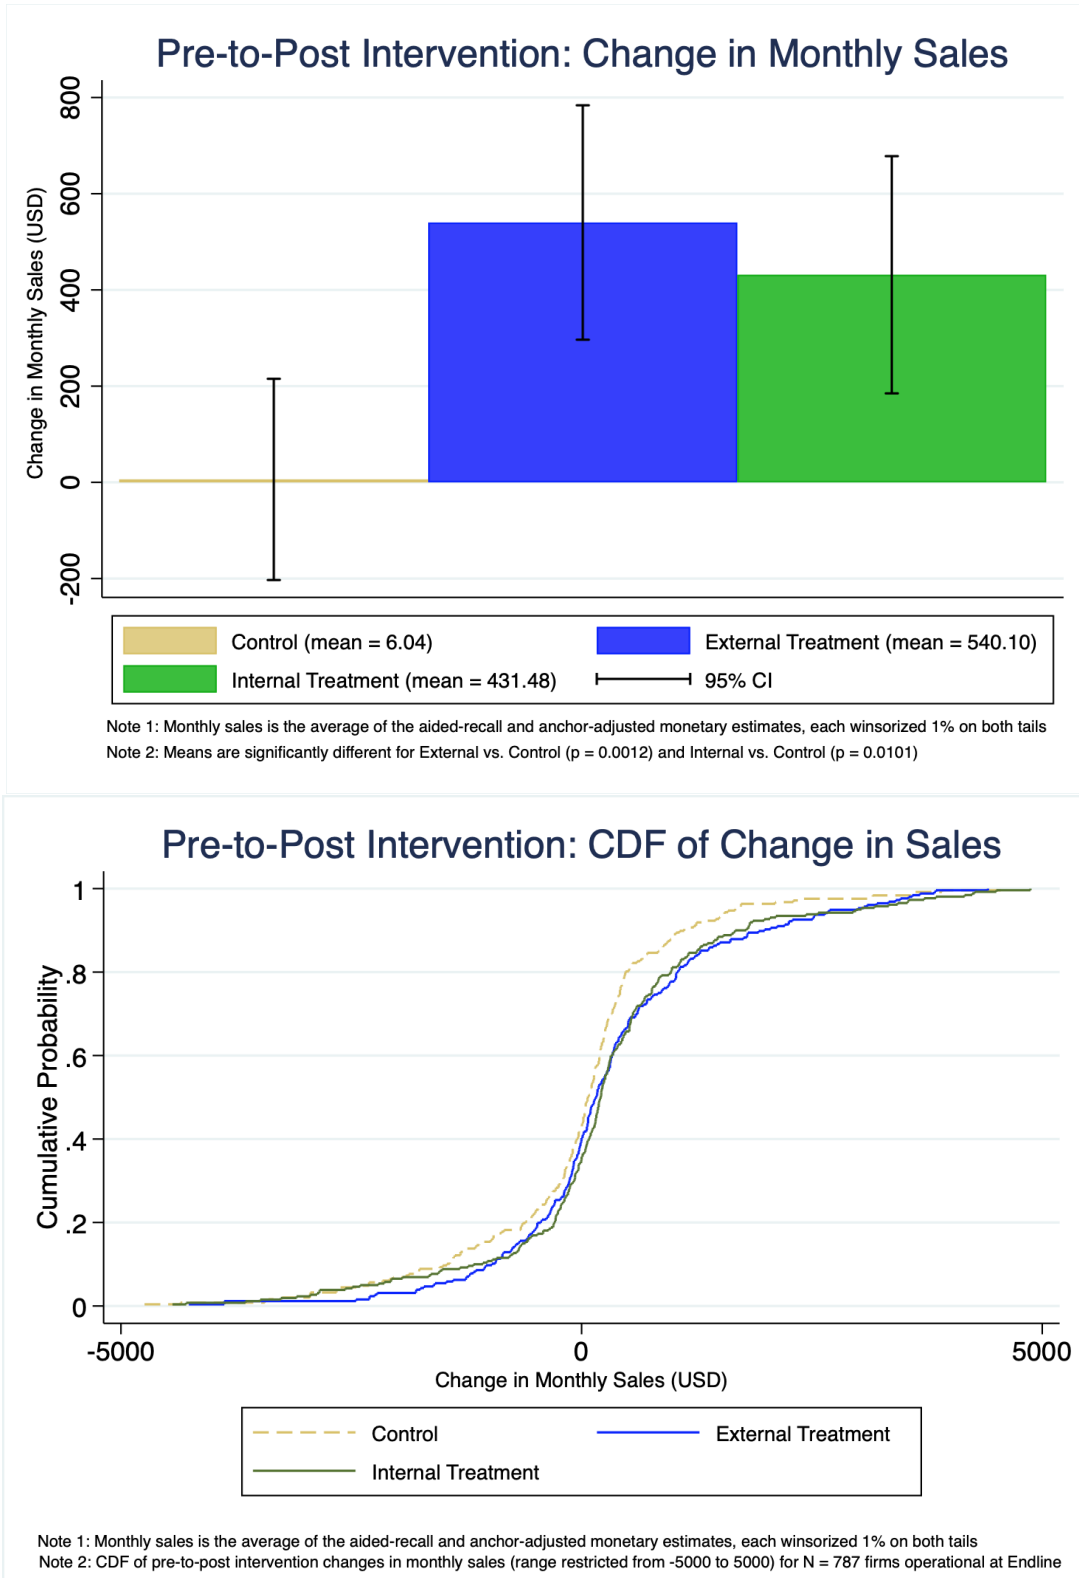 Pre-to-Post Intervention: Change in Monthly Sales
Change in Monthly Sales (USD)
800
600
400
200
0
-200
Control (mean = 6.04)
External Treatment (mean = 540.10)
Internal Treatment (mean = 431.48)
95% CI
Note 1: Monthly sales is the average of the aided-recall and anchor-adjusted monetary estimates, each winsorized 1% on both tails
Note 2: Means are significantly different for External vs. Control (p = 0.0012) and Internal vs. Control (p = 0.0101)
Pre-to-Post Intervention: CDF of Change in Sales
Cumulative Probability
1
.8
.6
.4
.2
0
-5000
0
5000
Change in Monthly Sales (USD)
Control
External Treatment
Internal Treatment
Note 1: Monthly sales is the average of the aided-recall and anchor-adjusted monetary estimates, each winsorized 1% on both tails
Note 2: CDF of pre-to-post intervention changes in monthly sales (range restricted from -5000 to 5000) for N = 787 firms operational at Endline